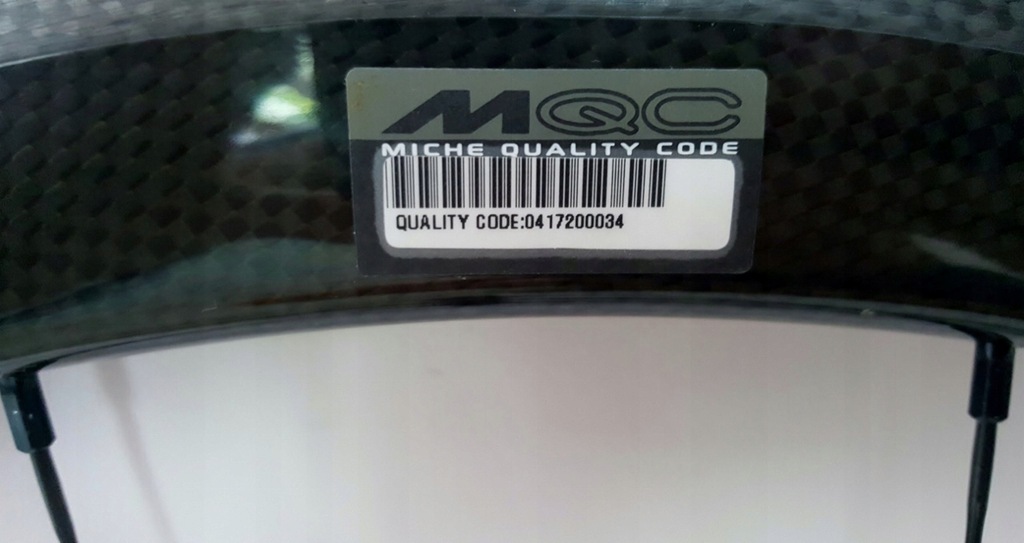 MQC
MICHE QUALITY CODE
QUALITY CODE:0417200034